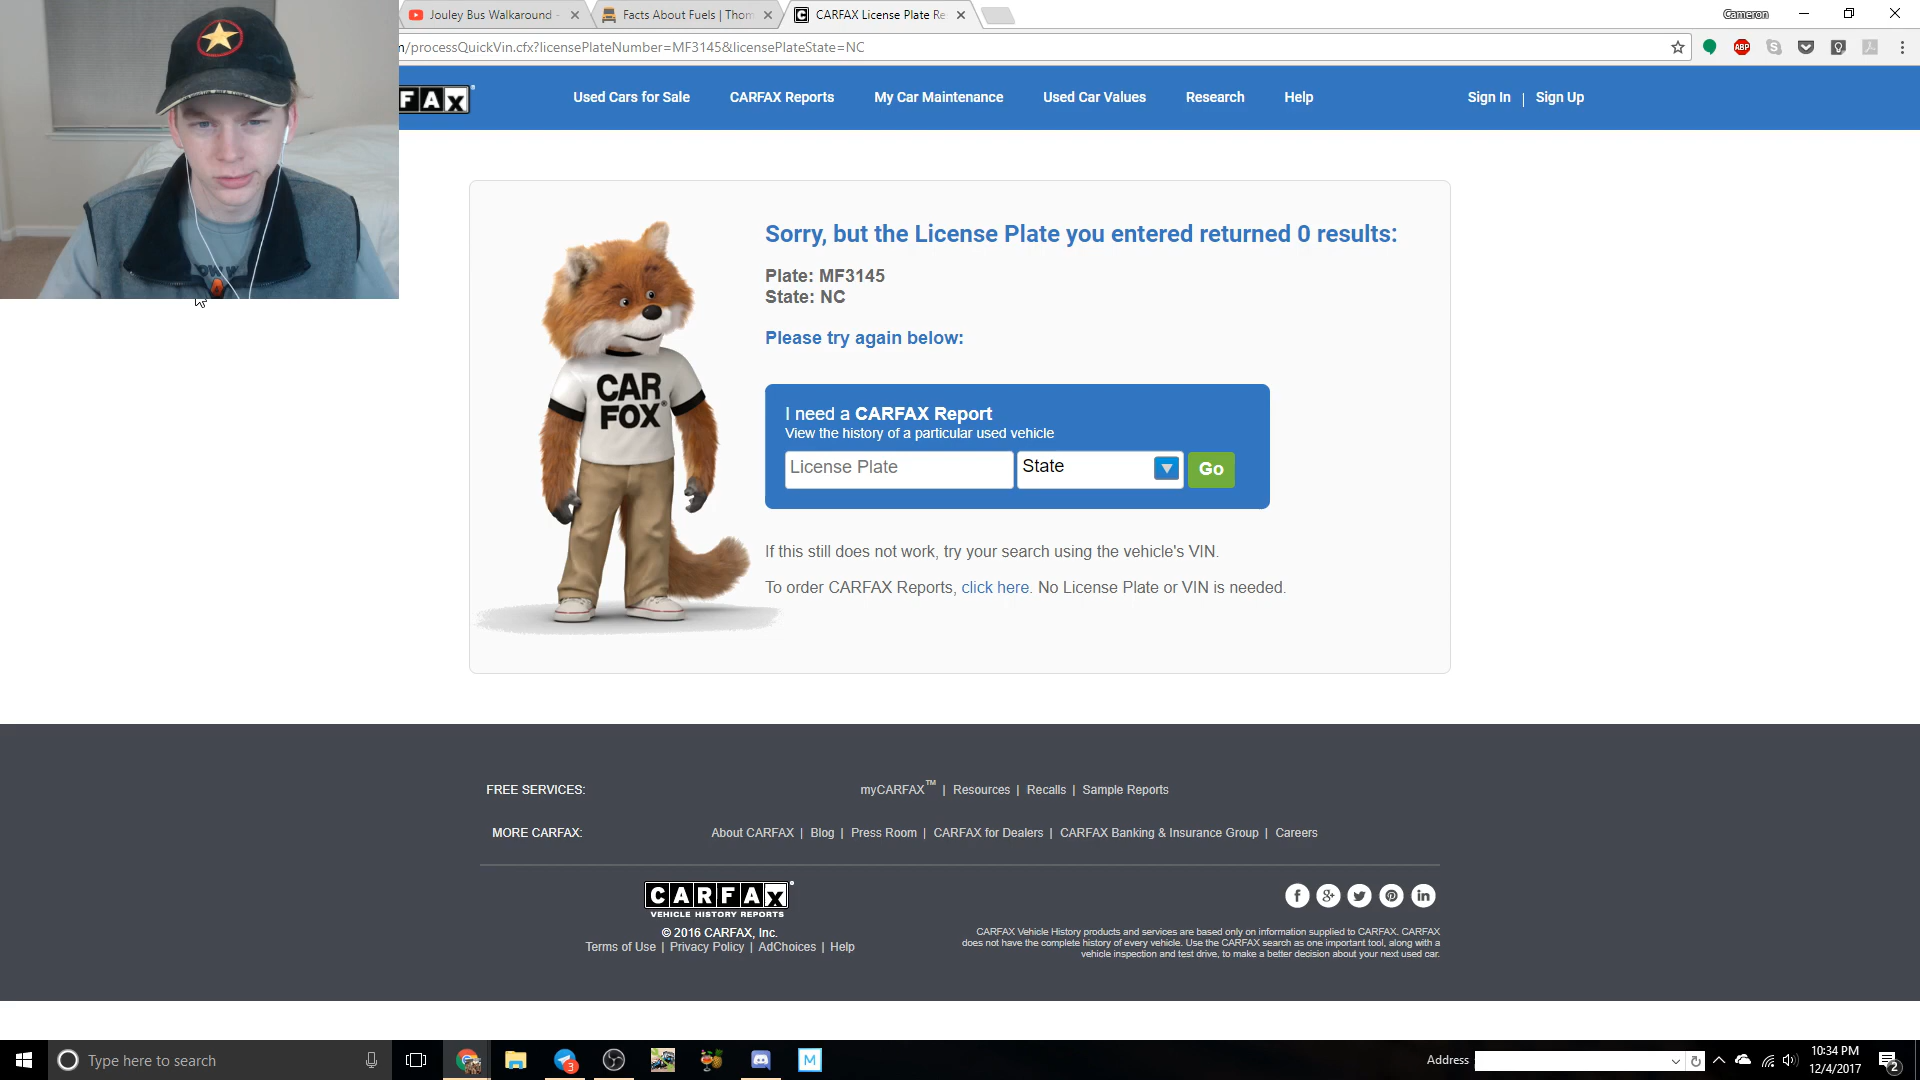 Jouley Bus Walkaround -
Facts About Fuels | Thom
CARFAX License Plate Re
Cameron
/processQuickVin.cfx?licensePlateNumber=MF3145&licensePlateState=NC
ABP
FAX
Used Cars for Sale
CARFAX Reports
My Car Maintenance
Used Car Values
Research
Help
Sign In | Sign Up
Sorry, but the License Plate you entered returned 0 results:
Plate: MF3145
State: NC
Please try again below:
CAR
FOX®
I need a CARFAX Report
View the history of a particular used vehicle
License Plate
State
Go
If this still does not work, try your search using the vehicle's VIN.
To order CARFAX Reports, click here. No License Plate or VIN is needed.
FREE SERVICES:
myCARFAX™ | Resources | Recalls | Sample Reports
MORE CARFAX:
About CARFAX | Blog | Press Room | CARFAX for Dealers | CARFAX Banking & Insurance Group | Careers
CARFAX
VEHICLE HISTORY REPORTS
© 2016 CARFAX, Inc.
Terms of Use | Privacy Policy | AdChoices | Help
CARFAX Vehicle History products and services are based only on information supplied to CARFAX. CARFAX
does not have the complete history of every vehicle. Use the CARFAX search as one important tool, along with a
vehicle inspection and test drive, to make a better decision about your next used car.
Type here to search
3
M
Address
10:34 PM
12/4/2017
2